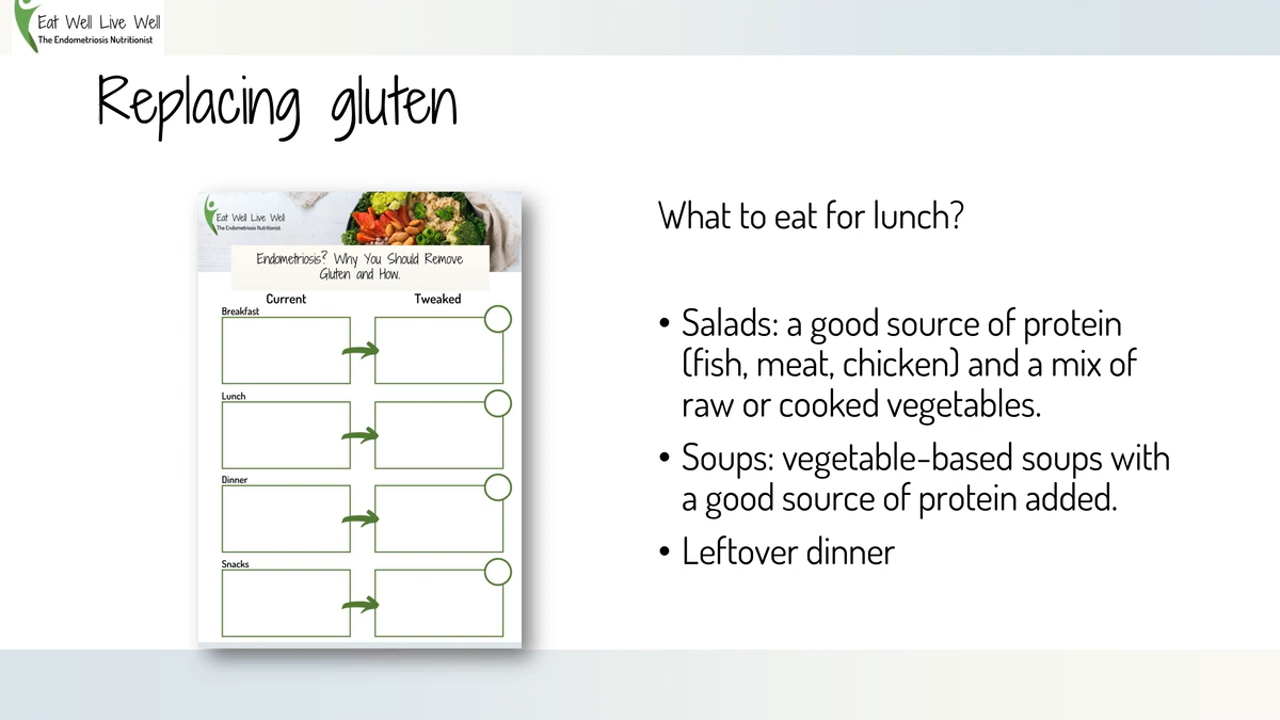 Eat Well Live Well
The Endometriosis Nutritionist
Replacing gluten
Eat Well Live Well
The Endometriosis Nutritionist
Endometriosis? Why You Should Remove
Gluten and How.
Current
Tweaked
Breakfast
Lunch
Dinner
Snacks
What to eat for lunch?
• Salads: a good source of protein
(fish, meat, chicken) and a mix of
raw or cooked vegetables.
• Soups: vegetable-based soups with
a good source of protein added.
• Leftover dinner